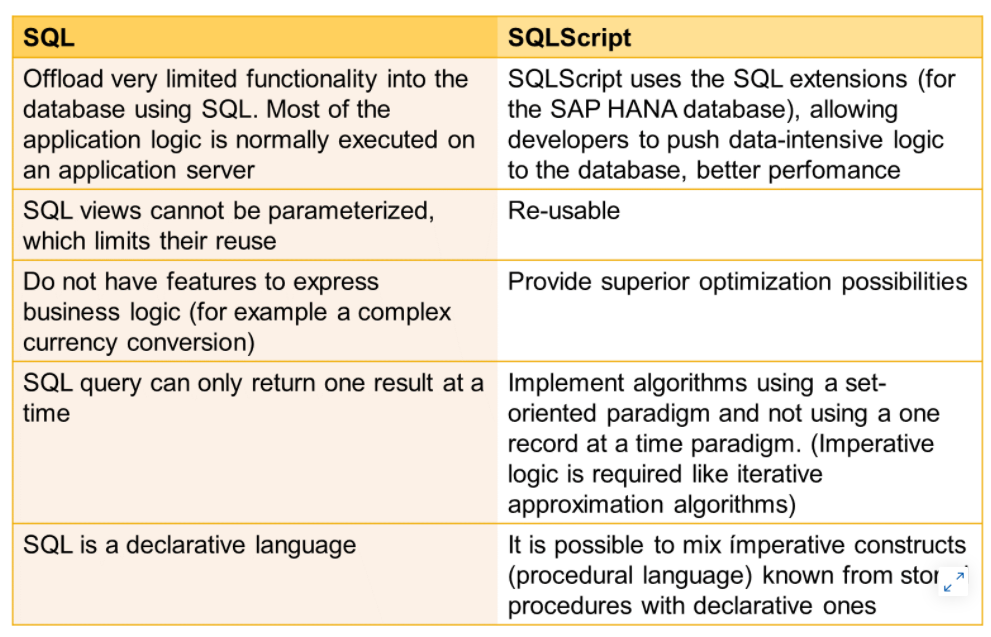 SQL
SQLScript
Offload very limited functionality into the
database using SQL. Most of the
application logic is normally executed on
an application server
SQLScript uses the SQL extensions (for
the SAP HANA database), allowing
developers to push data-intensive logic
to the database, better perfomance
SQL views cannot be parameterized,
which limits their reuse
Re-usable
Do not have features to express
business logic (for example a complex
currency conversion)
Provide superior optimization possibilities
SQL query can only return one result at a
time
Implement algorithms using a set-
oriented paradigm and not using a one
record at a time paradigm. (Imperative
logic is required like iterative
approximation algorithms)
SQL is a declarative language
It is possible to mix ímperative constructs
(procedural language) known from
procedures with declarative ones